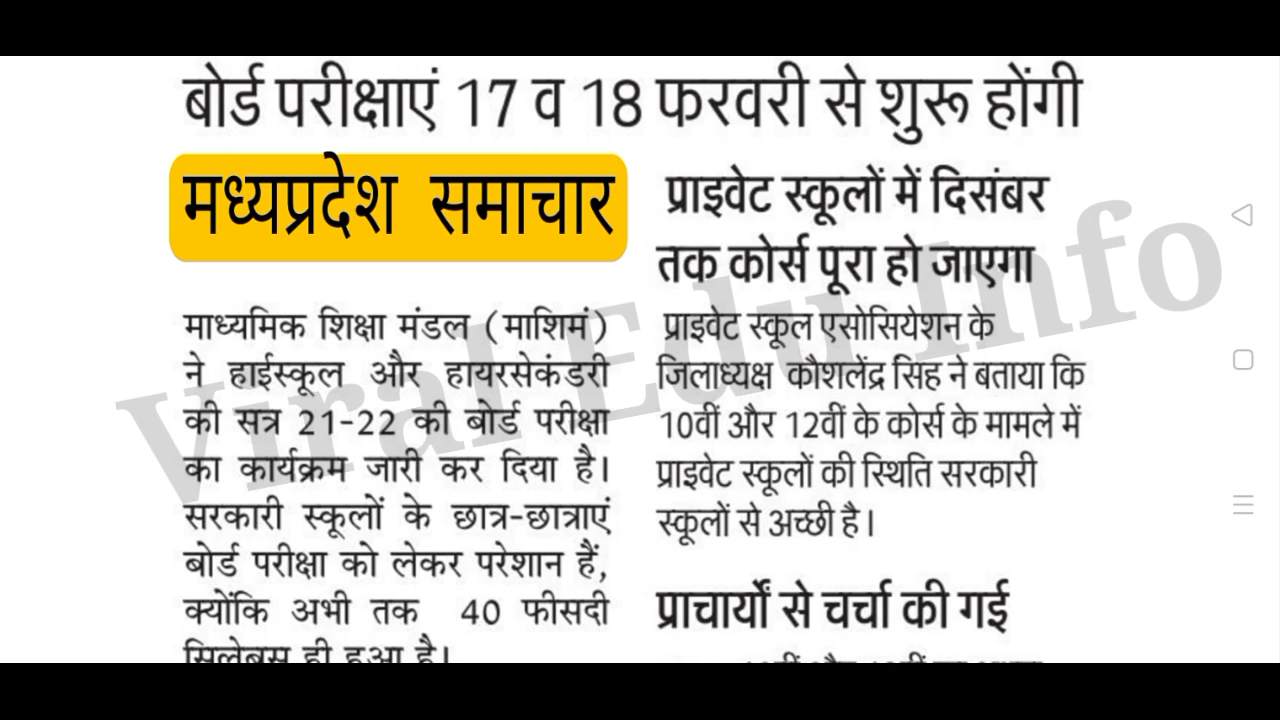 बोर्ड परीक्षाएं 17 व 18 फरवरी से शुरू होंगी
मध्यप्रदेश समाचार
माध्यमिक शिक्षा मंडल (माशिमं)
ने हाईस्कूल और हायरसेकंडरी
की सत्र 21-22 की बोर्ड परीक्षा
का कार्यक्रम जारी कर दिया है।
सरकारी स्कूलों के छात्र-छात्राएं
बोर्ड परीक्षा को लेकर परेशान हैं,
क्योंकि अभी तक 40 फीसदी
सिलेबस ही हुआ है।
प्राइवेट स्कूलों में दिसंबर
तक कोर्स पूरा हो जाएगा
प्राइवेट स्कूल एसोसियेशन के
जिलाध्यक्ष कौशलेंद्र सिह ने बताया कि
10वीं और 12वीं के कोर्स के मामले में
प्राइवेट स्कूलों की स्थिति सरकारी
स्कूलों से अच्छी है।
प्राचार्यों से चर्चा की गई
Viral Edu Info